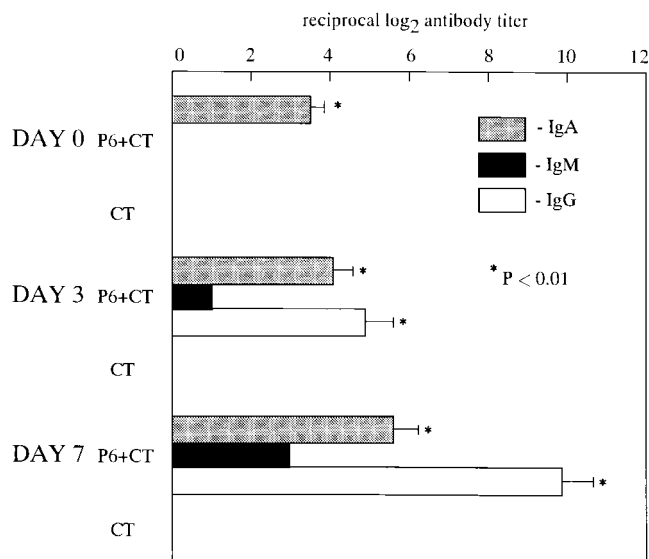 reciprocal log2 antibody titer
0 2 4 6 8 10 12
- IgA
DAY 0 P6+CT
- IgM
- IgG
CT
* P < 0.01
DAY 3 P6+CT
CT
DAY 7 P6+CT
CT